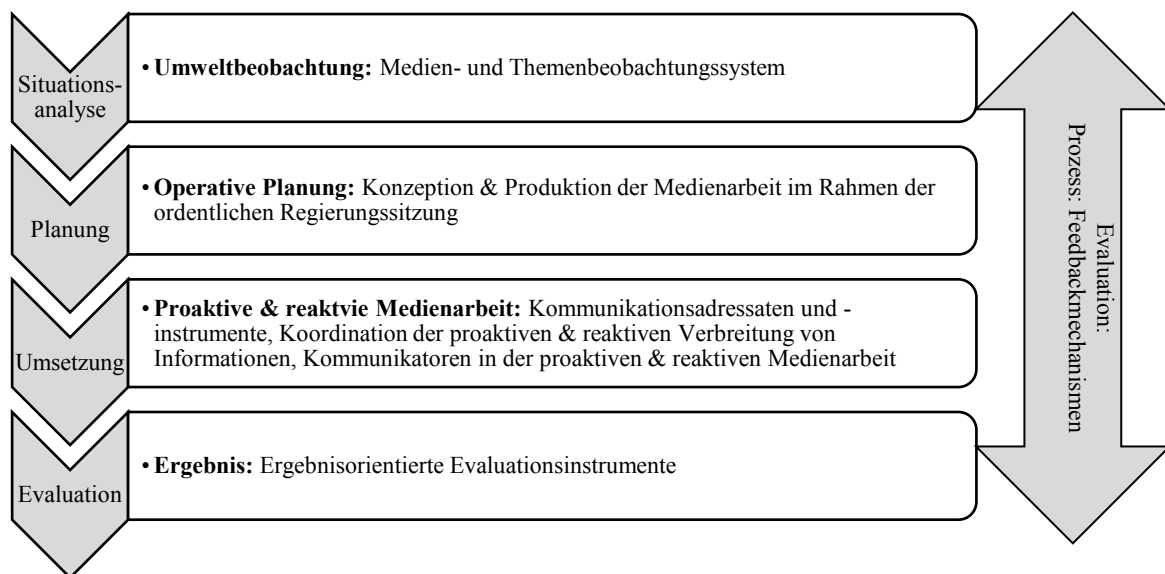 Situations-
analyse
• Umweltbeobachtung: Medien- und Themenbeobachtungssystem
Planung
• Operative Planung: Konzeption & Produktion der Medienarbeit im Rahmen der
ordentlichen Regierungssitzung
Umsetzung
• Proaktive & reaktvie Medienarbeit: Kommunikationsadressaten und -
instrumente, Koordination der proaktiven & reaktiven Verbreitung von
Informationen, Kommunikatoren in der proaktiven & reaktiven Medienarbeit
Evaluation
• Ergebnis: Ergebnisorientierte Evaluationsinstrumente
Evaluation:
Prozess: Feedbackmechanismen